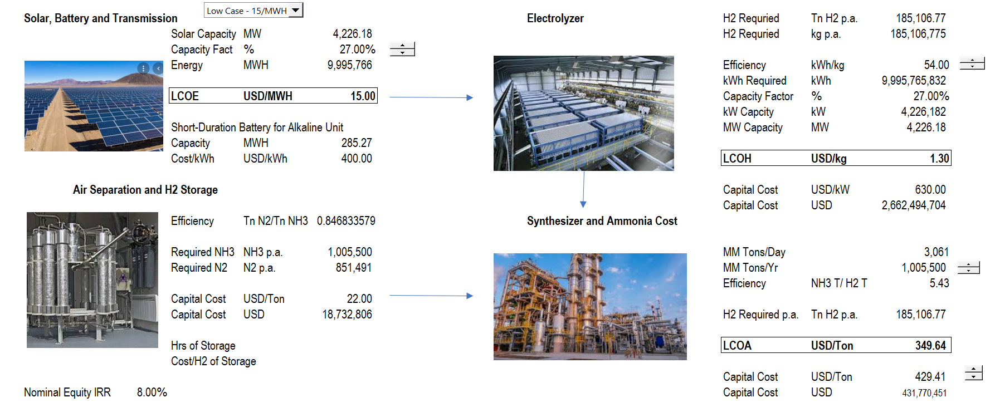 Low Case - 15/MWH
Solar, Battery and Transmission
Solar Capacity MW 4,226.18
Capacity Fact % 27.00%
Energy MWH 9,995,766
LCOE USD/MWH 15.00
Short-Duration Battery for Alkaline Unit
Capacity MWH 285.27
Cost/kWh USD/kWh 400.00
Electrolyzer
H2 Requried Tn H2 p.a. 185,106.77
H2 Requried kg p.a. 185,106,775
Efficiency kWh/kg 54.00
kWh Required kWh 9,995,765,832
Capacity Factor % 27.00%
kW Capcity kW 4,226,182
MW Capacity MW 4,226.18
LCOH USD/kg 1.30
Capital Cost USD/kW 630.00
Capital Cost USD 2,662,494,704
Air Separation and H2 Storage
Efficiency Tn N2/Tn NH3 0.846833579
Required NH3 NH3 p.a. 1,005,500
Required N2 N2 p.a. 851,491
Capital Cost USD/Ton 22.00
Capital Cost USD 18,732,806
Hrs of Storage
Cost/H2 of Storage
Nominal Equity IRR 8.00%
Synthesizer and Ammonia Cost
MM Tons/Day 3,061
MM Tons/Yr 1,005,500
Efficiency NH3 T/ H2 T 5.43
H2 Required p.a. Tn H2 p.a. 185,106.77
LCOA USD/Ton 349.64
Capital Cost USD/Ton 429.41
Capital Cost USD 431,770,451